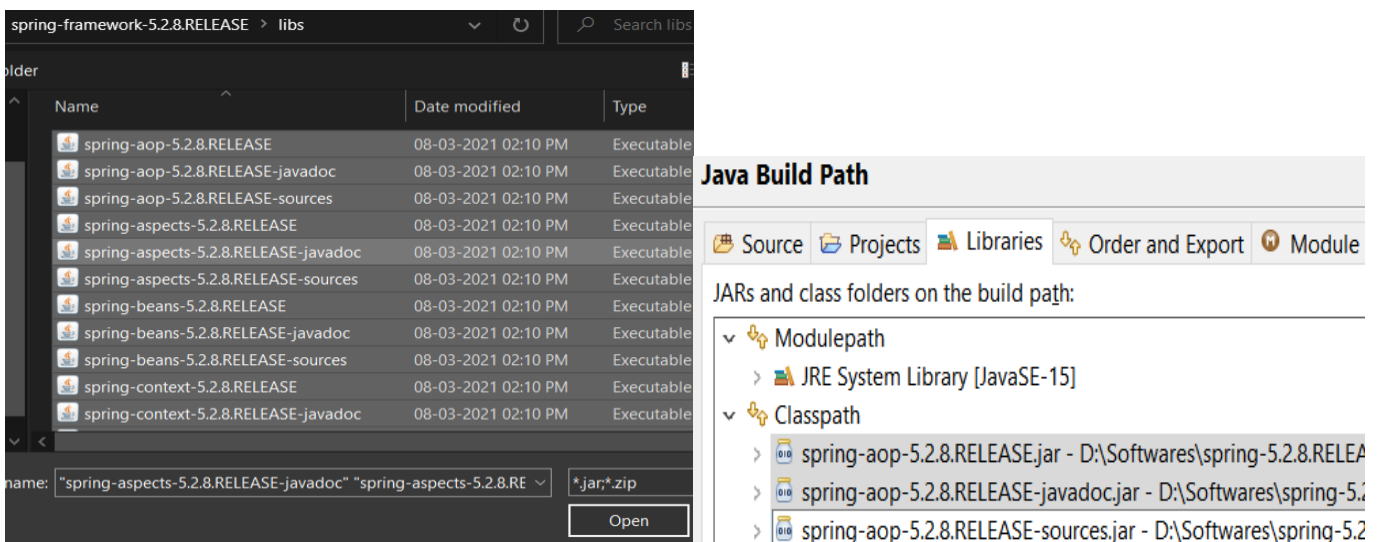 spring-framework-5.2.8.RELEASE > libs
Search libs
older
Name Date modified Type
spring-aop-5.2.8.RELEASE 08-03-2021 02:10 PM Executable
spring-aop-5.2.8.RELEASE-javadoc 08-03-2021 02:10 PM Executable
spring-aop-5.2.8.RELEASE-sources 08-03-2021 02:10 PM Executable
spring-aspects-5.2.8.RELEASE 08-03-2021 02:10 PM Executable
spring-aspects-5.2.8.RELEASE-javadoc 08-03-2021 02:10 PM Executable
spring-aspects-5.2.8.RELEASE-sources 08-03-2021 02:10 PM Executable
spring-beans-5.2.8.RELEASE 08-03-2021 02:10 PM Executable
spring-beans-5.2.8.RELEASE-javadoc 08-03-2021 02:10 PM Executable
spring-beans-5.2.8.RELEASE-sources 08-03-2021 02:10 PM Executable
spring-context-5.2.8.RELEASE 08-03-2021 02:10 PM Executable
spring-context-5.2.8.RELEASE-javadoc 08-03-2021 02:10 PM Executable
name: "spring-aspects-5.2.8.RELEASE-javadoc" "spring-aspects-5.2.8.RE *.jar;*.zip
Open
Java Build Path
Source Projects Libraries Order and Export Module
JARs and class folders on the build path:
Modulepath
JRE System Library [JavaSE-15]
Classpath
spring-aop-5.2.8.RELEASE.jar - D:\Softwares\spring-5.2.8.RELEA
spring-aop-5.2.8.RELEASE-javadoc.jar - D:\Softwares\spring-5.2
spring-aop-5.2.8.RELEASE-sources.jar - D:\Softwares\spring-5.2